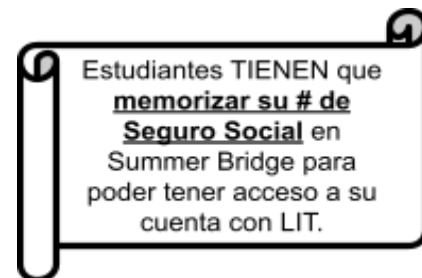 Estudiantes TIENEN que
memorizar su # de
Seguro Social en
Summer Bridge para
poder tener acceso a su
cuenta con LIT.